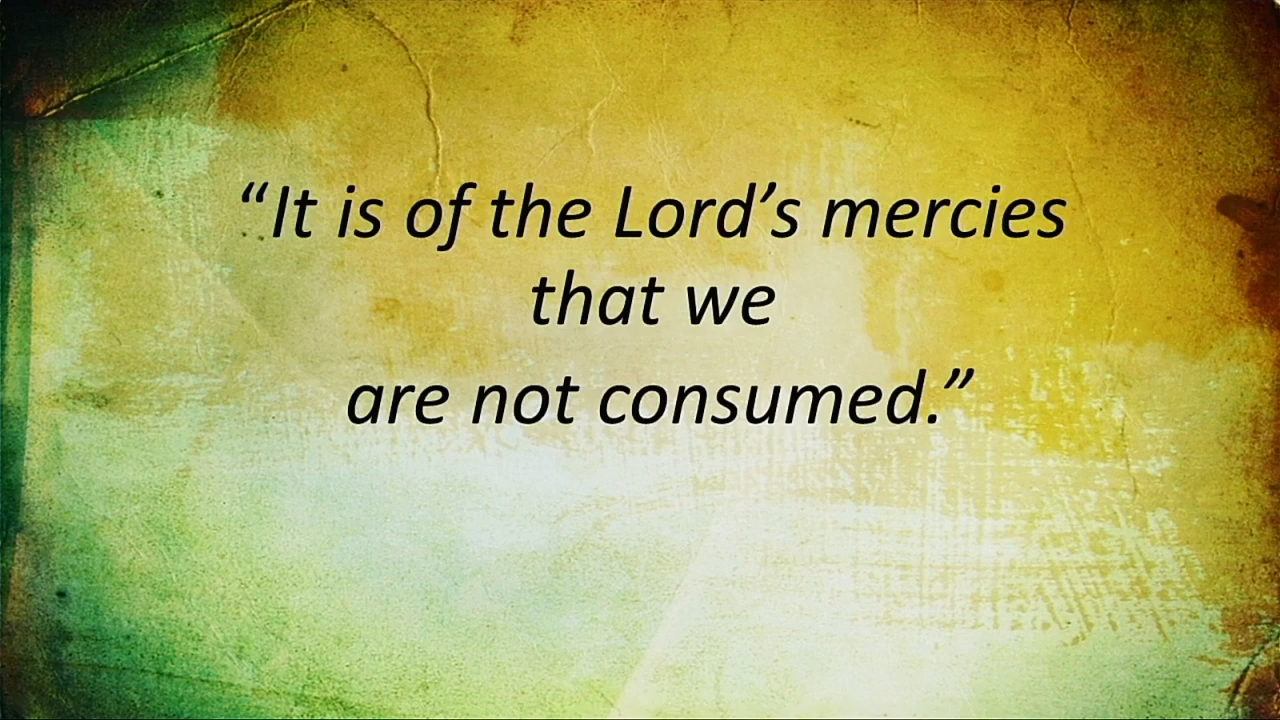 “It is of the Lord’s mercies
that we
are not consumed.”